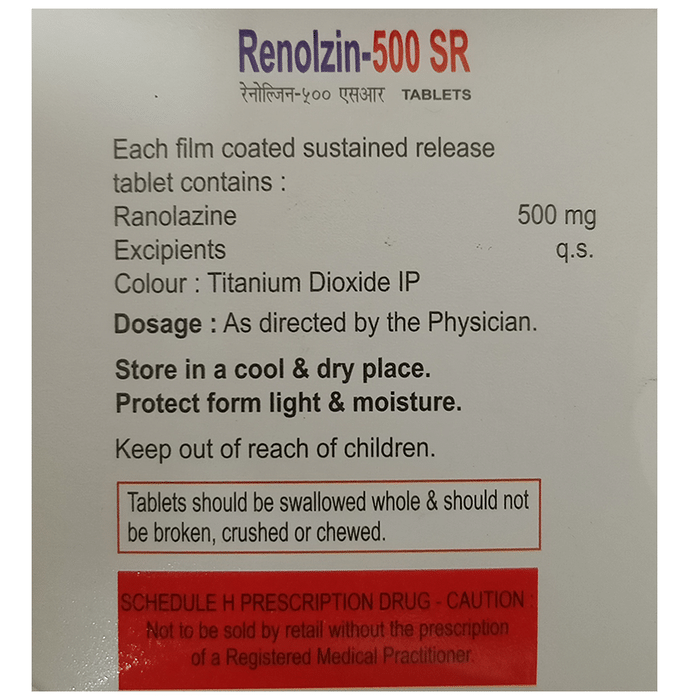 Renolzin-500 SR
रेनोल्जिन-५०० एसआर TABLETS
Each film coated sustained release
tablet contains :
Ranolazine 500 mg
Excipients q.s.
Colour : Titanium Dioxide IP
Dosage : As directed by the Physician.
Store in a cool & dry place.
Protect form light & moisture.
Keep out of reach of children.
Tablets should be swallowed whole & should not
be broken, crushed or chewed.
SCHEDULE H PRESCRIPTION DRUG - CAUTION :
Not to be sold by retail without the prescription
of a Registered Medical Practitioner.